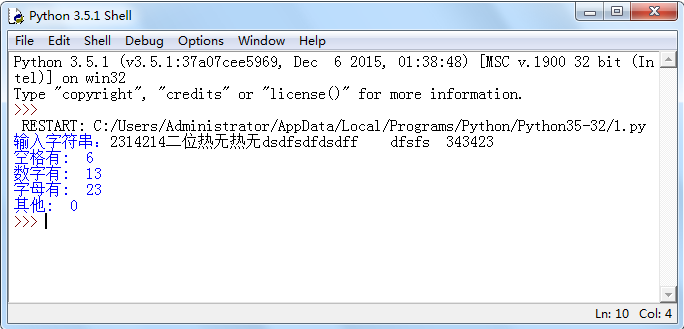 Python 3.5.1 Shell
File Edit Shell Debug Options Window Help
Python 3.5.1 (v3.5.1:37a07cee5969, Dec  6 2015, 01:38:48) [MSC v.1900 32 bit (In
tel)] on win32
Type "copyright", "credits" or "license()" for more information.
>>>
 RESTART: C:/Users/Administrator/AppData/Local/Programs/Python/Python35-32/1.py
输入字符串：2314214二位热无热无dsdfsdfdsdff    dfsfs  343423
空格有:  6
数字有:  13
字母有:  23
其他:  0
>>>
Ln: 10 Col: 4